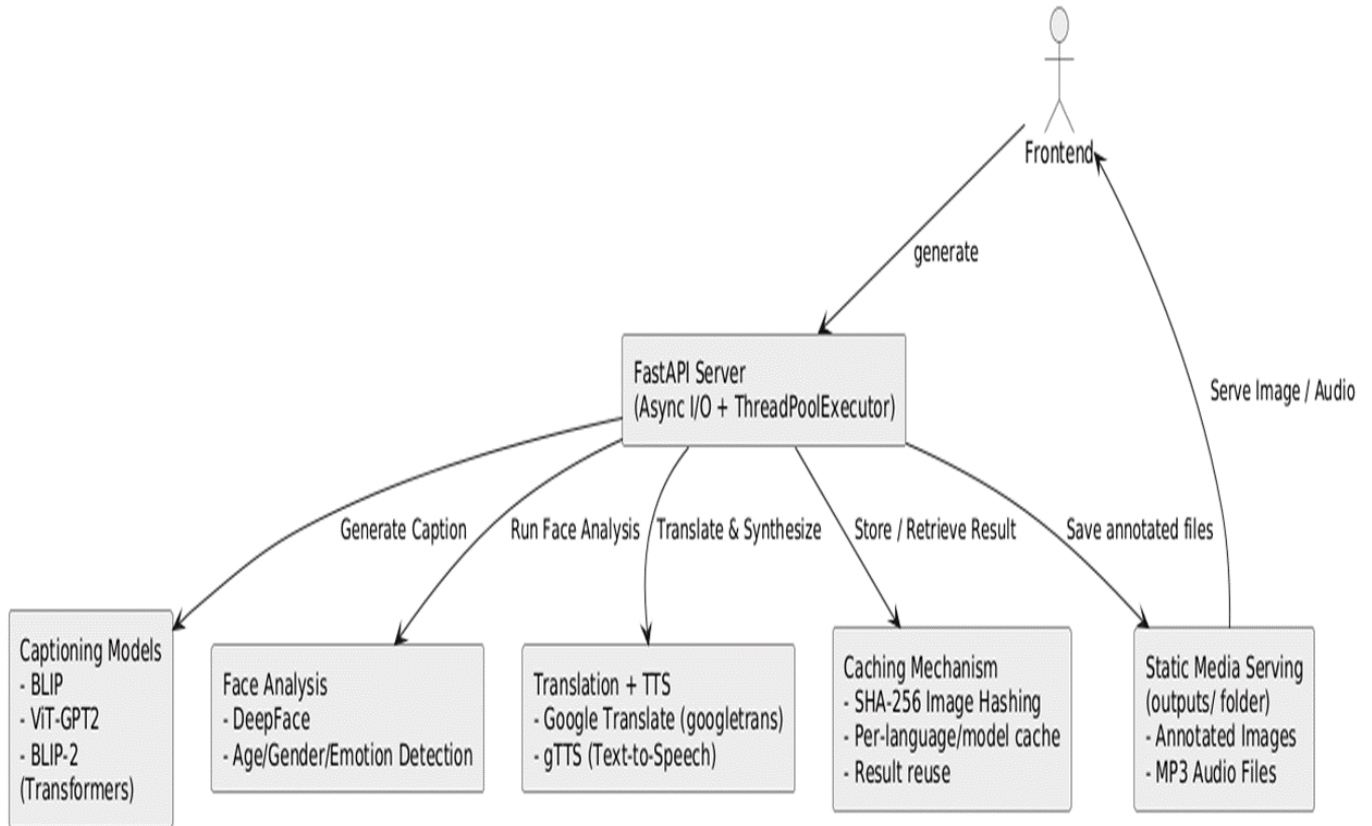 Frontend
generate
FastAPI Server
(Async I/O + ThreadPoolExecutor)
Serve Image / Audio
Generate Caption
Run Face Analysis
Translate & Synthesize
Store / Retrieve Result
Save annotated files
Captioning Models
- BLIP
- ViT-GPT2
- BLIP-2
(Transformers)
Face Analysis
- DeepFace
- Age/Gender/Emotion Detection
Translation + TTS
- Google Translate (googletrans)
- gTTS (Text-to-Speech)
Caching Mechanism
- SHA-256 Image Hashing
- Per-language/model cache
- Result reuse
Static Media Serving
(outputs/ folder)
- Annotated Images
- MP3 Audio Files